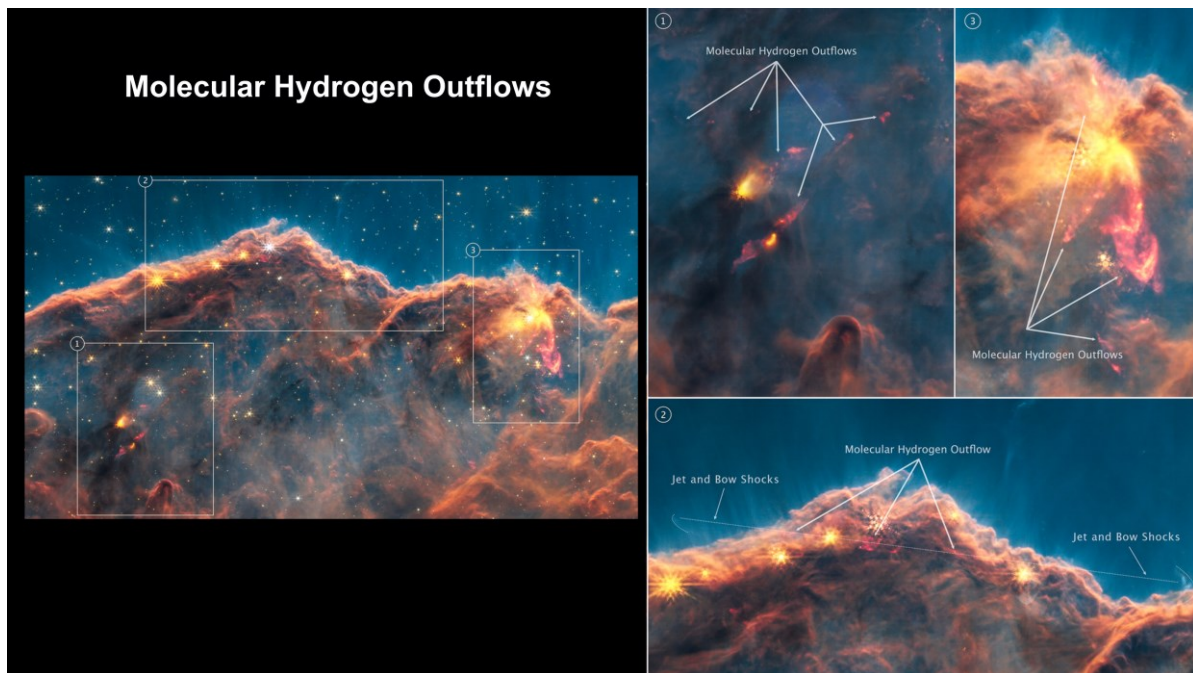 Molecular Hydrogen Outflows
2
3
1
1
Molecular Hydrogen Outflows
3
Molecular Hydrogen Outflows
2
Molecular Hydrogen Outflow
Jet and Bow Shocks
Jet and Bow Shocks